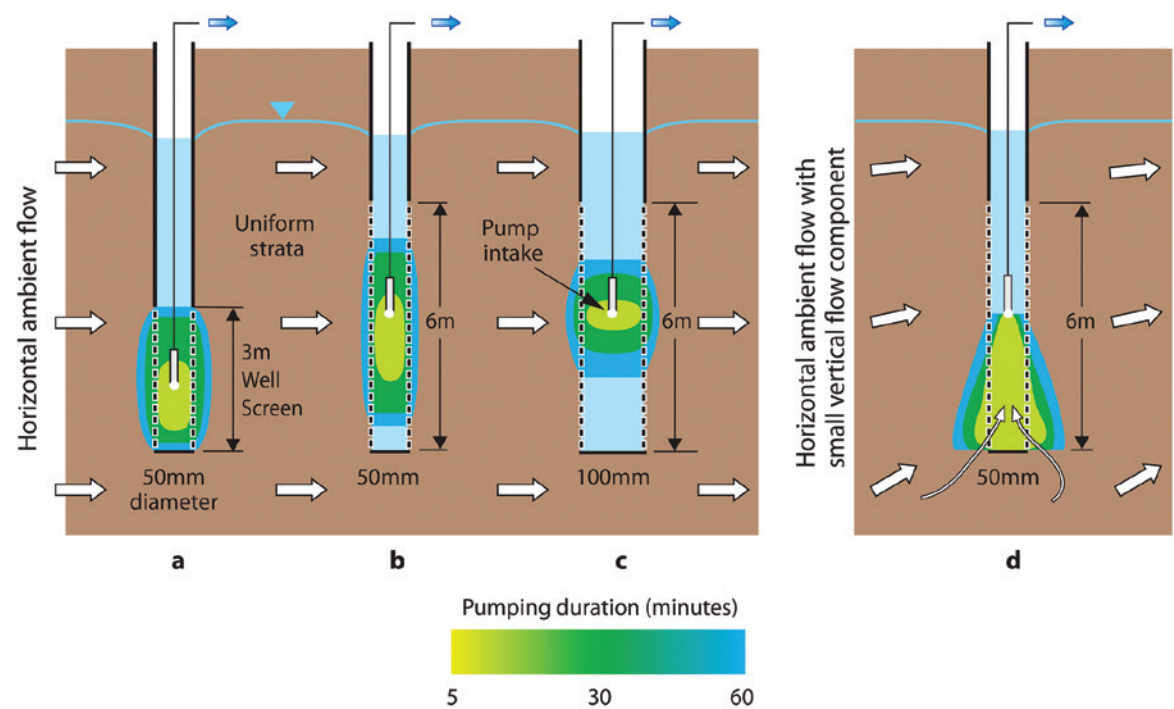 Horizontal ambient flow
Uniform
strata
3m
Well
Screen
50mm
diameter
6m
50mm
Pump
intake
6m
100mm
Horizontal ambient flow with
small vertical flow component
6m
50mm
a
b
c
d
Pumping duration (minutes)
5
30
60